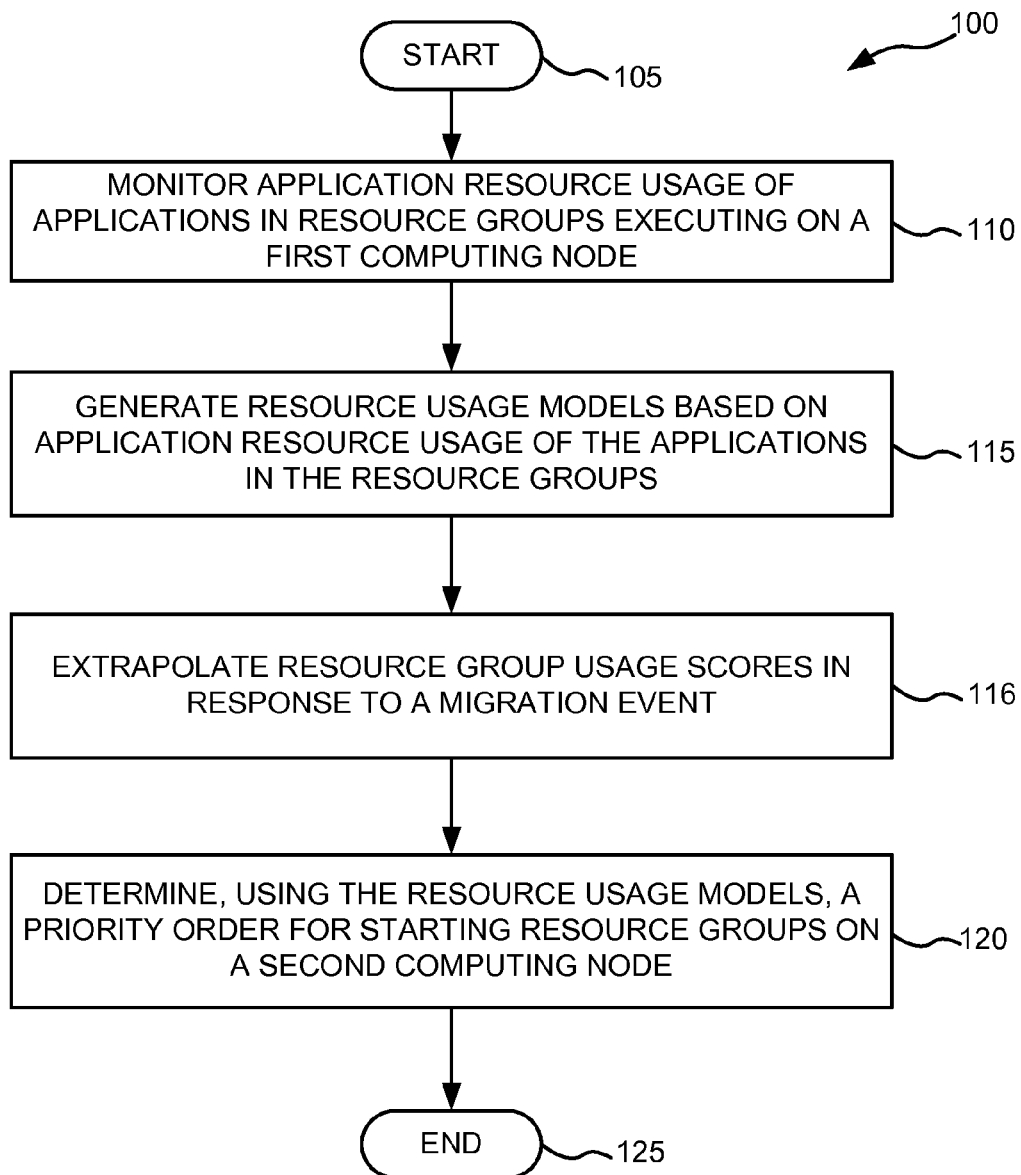 100
START
105
MONITOR APPLICATION RESOURCE USAGE OF
APPLICATIONS IN RESOURCE GROUPS EXECUTING ON A
FIRST COMPUTING NODE
110
GENERATE RESOURCE USAGE MODELS BASED ON
APPLICATION RESOURCE USAGE OF THE APPLICATIONS
IN THE RESOURCE GROUPS
115
EXTRAPOLATE RESOURCE GROUP USAGE SCORES IN
RESPONSE TO A MIGRATION EVENT
116
DETERMINE, USING THE RESOURCE USAGE MODELS, A
PRIORITY ORDER FOR STARTING RESOURCE GROUPS ON
A SECOND COMPUTING NODE
120
END
125